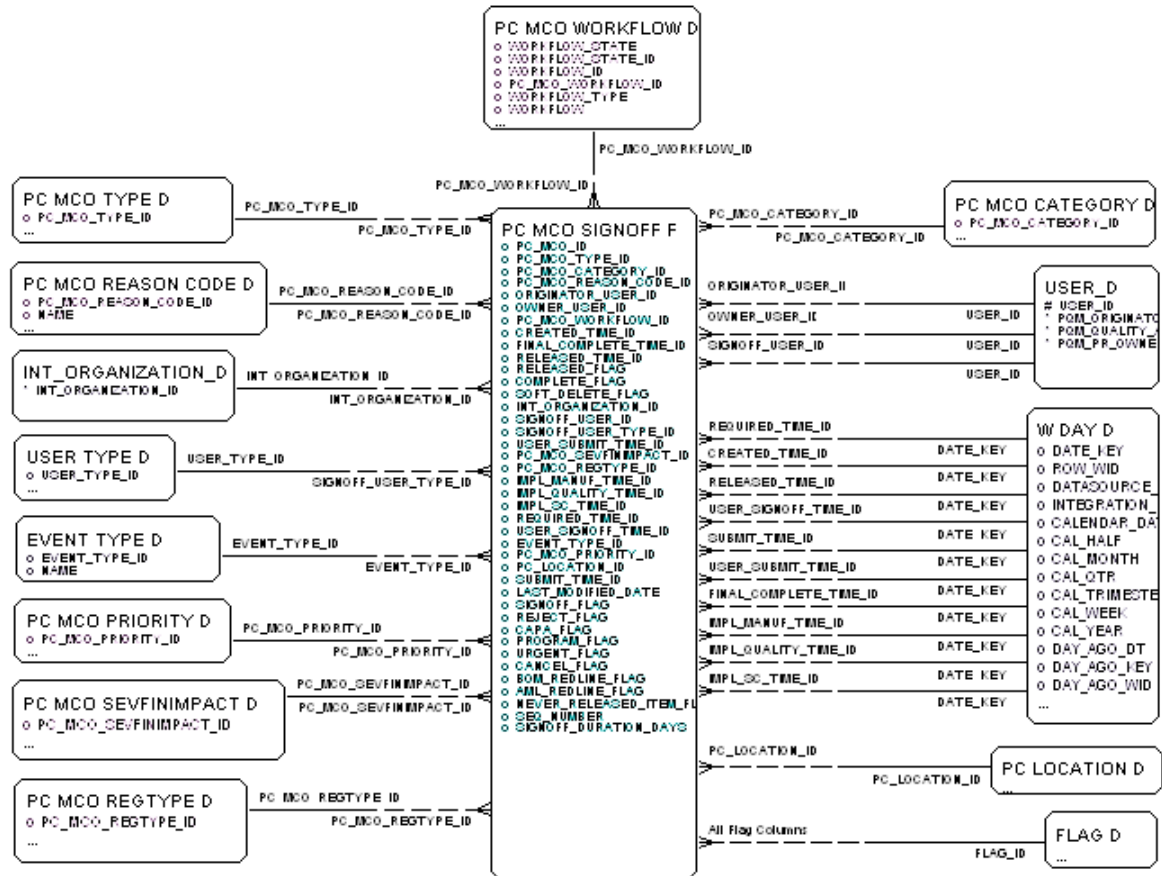 PC MCO WORKFLOW D
o WORKFLOW_STATE
o WORKFLOW_STATE_ID
o WORKFLOW_ID
o PC_MCO_WORKFLOW_ID
o WORKFLOW_TYPE
o WORKFLOW
...
PC_MCO_WORKFLOW_ID
PC_MCO_WORKFLOW_ID
PC MCO TYPE D
o PC_MCO_TYPE_ID
...
PC_MCO_TYPE_ID
PC_MCO_TYPE_ID
PC MCO REASON CODE D
o PC_MCO_REASON_CODE_ID
o NAME
...
PC_MCO_REASON_CODE_ID
PC_MCO_REASON_CODE_ID
INT_ORGANIZATION_D
* INT_ORGANIZATION_ID
INT_ORGANIZATION_ID
INT_ORGANIZATION_ID
USER TYPE D
o USER_TYPE_ID
...
USER_TYPE_ID
SIGNOFF_USER_TYPE_ID
EVENT TYPE D
o EVENT_TYPE_ID
o NAME
EVENT_TYPE_ID
EVENT_TYPE_ID
PC MCO PRIORITY D
o PC_MCO_PRIORITY_ID
...
PC_MCO_PRIORITY_ID
PC_MCO_PRIORITY_ID
PC MCO SEVFINIMPACT D
o PC_MCO_SEVFINIMPACT_ID
...
PC_MCO_SEVFINIMPACT_ID
PC_MCO_SEVFINIMPACT_ID
PC MCO REGTYPE D
o PC_MCO_REGTYPE_ID
...
PC_MCO_REGTYPE_ID
PC_MCO_REGTYPE_ID
PC MCO SIGNOFF F
o PC_MCO_ID
o PC_MCO_TYPE_ID
o PC_MCO_CATEGORY_ID
o PC_MCO_REASON_CODE_ID
o ORIGINATOR_USER_ID
o OWNER_USER_ID
o PC_MCO_WORKFLOW_ID
o CREATED_TIME_ID
o FINAL_COMPLETE_TIME_ID
o RELEASED_TIME_ID
o RELEASED_FLAG
o COMPLETE_FLAG
o SOFT_DELETE_FLAG
o INT_ORGANIZATION_ID
o SIGNOFF_USER_ID
o SIGNOFF_USER_TYPE_ID
o USER_SUBMIT_TIME_ID
o PC_MCO_SEVFINIMPACT_ID
o PC_MCO_REGTYPE_ID
o IMPL_MANUF_TIME_ID
o IMPL_QUALITY_TIME_ID
o IMPL_SC_TIME_ID
o REQUIRED_TIME_ID
o USER_SIGNOFF_TIME_ID
o EVENT_TYPE_ID
o PC_MCO_PRIORITY_ID
o PC_LOCATION_ID
o SUBMIT_TIME_ID
o LAST_MODIFIED_DATE
o SIGNOFF_FLAG
o REJECT_FLAG
o CAPA_FLAG
o PROGRAM_FLAG
o URGENT_FLAG
o CANCEL_FLAG
o BOM_REDLINE_FLAG
o AML_REDLINE_FLAG
o NEVER_RELEASED_ITEM_FL
o SEQ_NUMBER
o SIGNOFF_DURATION_DAYS
PC_MCO_CATEGORY_ID
PC_MCO_CATEGORY_ID
PC MCO CATEGORY D
o PC_MCO_CATEGORY_ID
...
ORIGINATOR_USER_II
USER_ID
OWNER_USER_ID
USER_ID
SIGNOFF_USER_ID
USER_ID
USER_D
# USER_ID
* PQM_ORIGINATO
* PQM_QUALITY_
* PQM_PR_OWNE
REQUIRED_TIME_ID
DATE_KEY
CREATED_TIME_ID
DATE_KEY
RELEASED_TIME_ID
DATE_KEY
USER_SIGNOFF_TIME_ID
DATE_KEY
SUBMIT_TIME_ID
DATE_KEY
USER_SUBMIT_TIME_ID
DATE_KEY
FINAL_COMPLETE_TIME_ID
DATE_KEY
IMPL_MANUF_TIME_ID
DATE_KEY
IMPL_QUALITY_TIME_ID
DATE_KEY
IMPL_SC_TIME_ID
DATE_KEY
W DAY D
o DATE_KEY
o ROW_WID
o DATASOURCE_
o INTEGRATION_
o CALENDAR_DA
o CAL_HALF
o CAL_MONTH
o CAL_QTR
o CAL_TRIMESTE
o CAL_WEEK
o CAL_YEAR
o DAY_AGO_DT
o DAY_AGO_KEY
o DAY_AGO_WID
...
PC_LOCATION_ID
PC_LOCATION_ID
PC LOCATION D
...
All Flag Columns
FLAG_ID
FLAG D
...